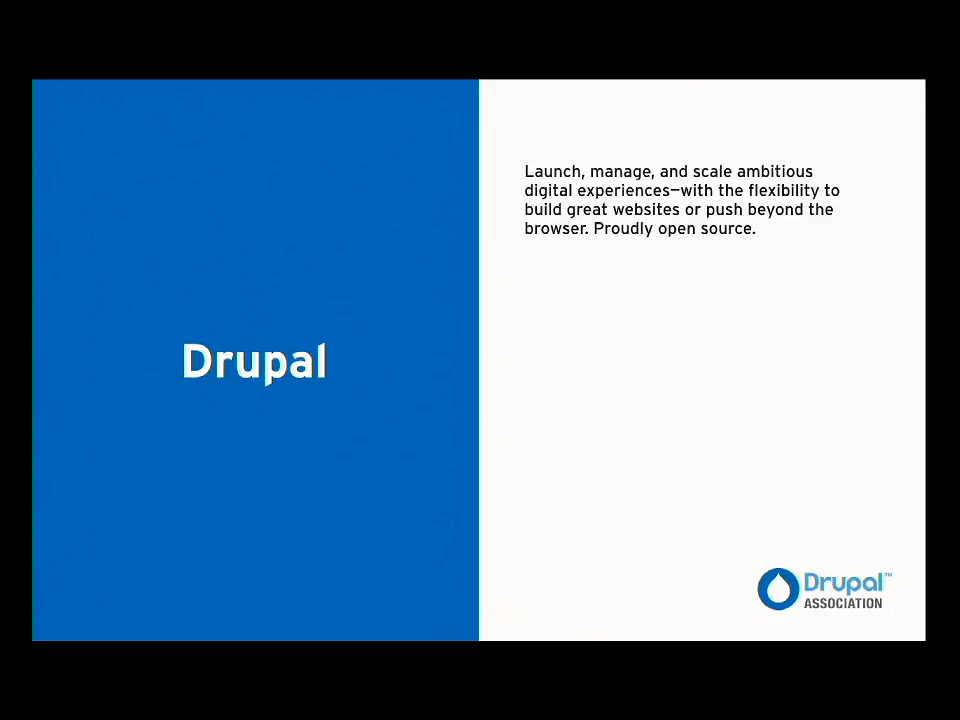 Drupal
Launch, manage, and scale ambitious
digital experiences—with the flexibility to
build great websites or push beyond the
browser. Proudly open source.
Drupal™
ASSOCIATION